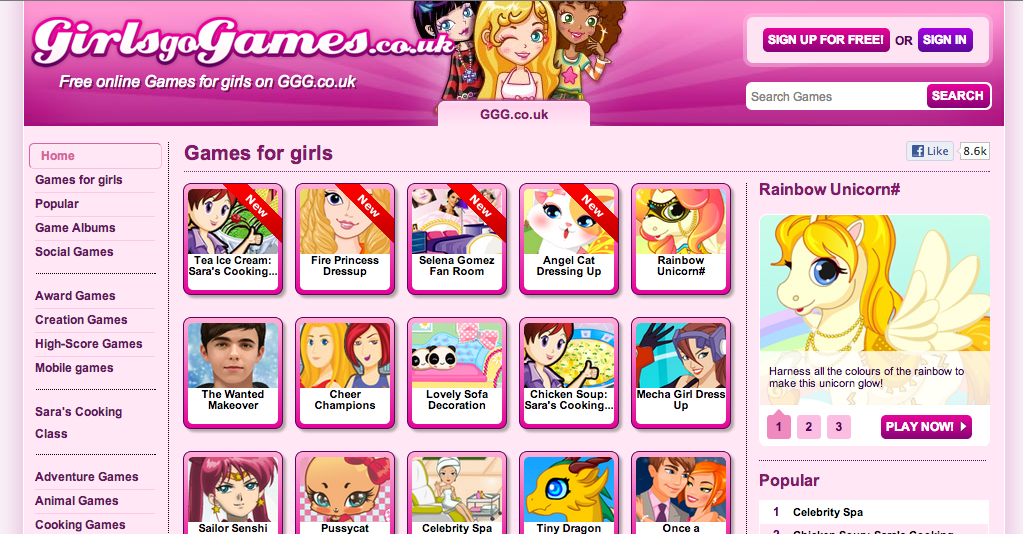 GirlsgoGames.co.uk
Free online Games for girls on GGG.co.uk
SIGN UP FOR FREE! OR SIGN IN
Search Games SEARCH
GGG.co.uk
Home
Games for girls
Popular
Game Albums
Social Games
Award Games
Creation Games
High-Score Games
Mobile games
Sara's Cooking
Class
Adventure Games
Animal Games
Cooking Games
Games for girls
Like 8.6k
New
Tea Ice Cream:
Sara's Cooking...
New
Fire Princess
Dressup
New
Selena Gomez
Fan Room
New
Angel Cat
Dressing Up
Rainbow
Unicorn#
The Wanted
Makeover
Cheer
Champions
Lovely Sofa
Decoration
Chicken Soup:
Sara's Cooking...
Mecha Girl Dress
Up
Sailor Senshi
Pussycat
Celebrity Spa
Tiny Dragon
Once a
Rainbow Unicorn#
Harness all the colours of the rainbow to
make this unicorn glow!
1 2 3 PLAY NOW!
Popular
1 Celebrity Spa
2 Chicken Soup: Sara's Cooking